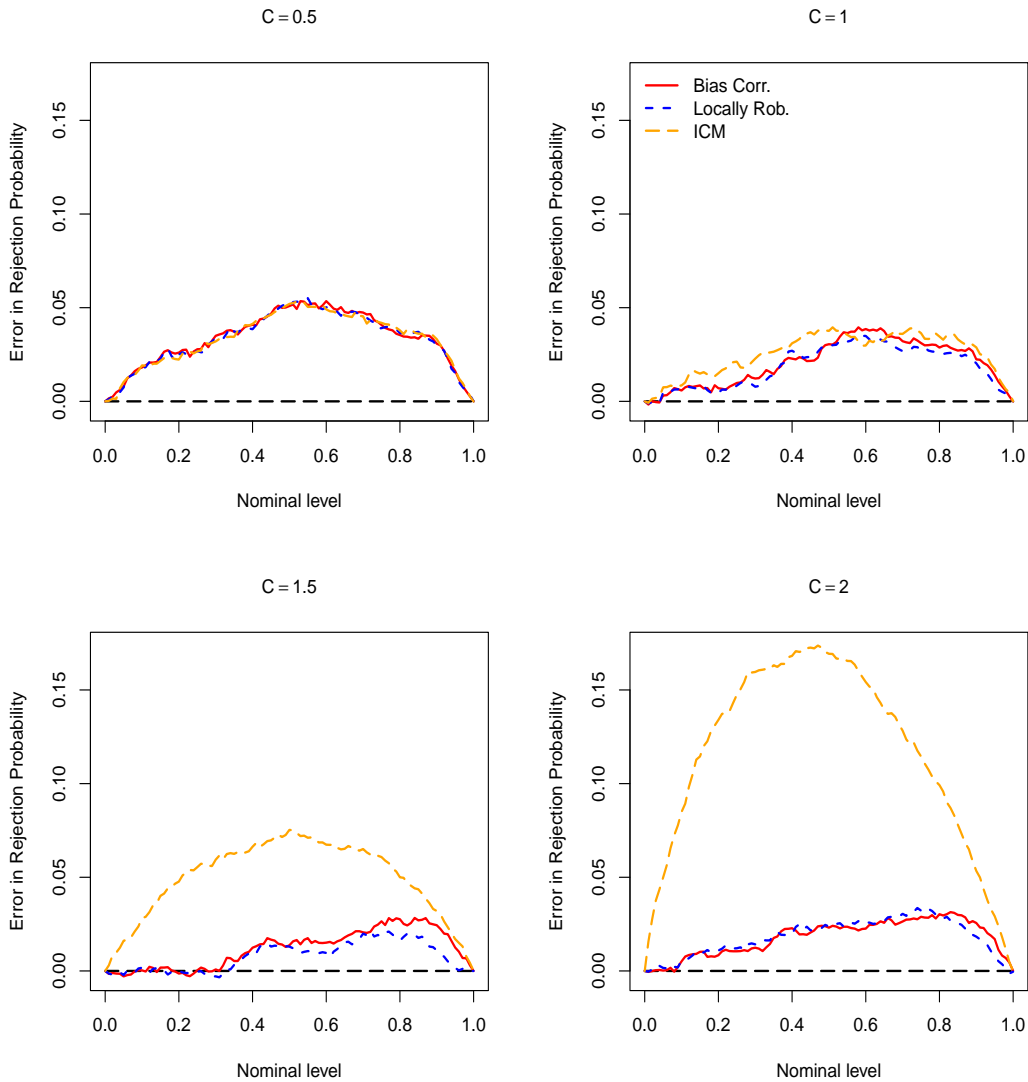 C = 0.5
Error in Rejection Probability
0.00 0.05 0.10 0.15
0.0 0.2 0.4 0.6 0.8 1.0
Nominal level
C = 1
Bias Corr.
Locally Rob.
ICM
Error in Rejection Probability
0.00 0.05 0.10 0.15
0.0 0.2 0.4 0.6 0.8 1.0
Nominal level
C = 1.5
Error in Rejection Probability
0.00 0.05 0.10 0.15
0.0 0.2 0.4 0.6 0.8 1.0
Nominal level
C = 2
Error in Rejection Probability
0.00 0.05 0.10 0.15
0.0 0.2 0.4 0.6 0.8 1.0
Nominal level